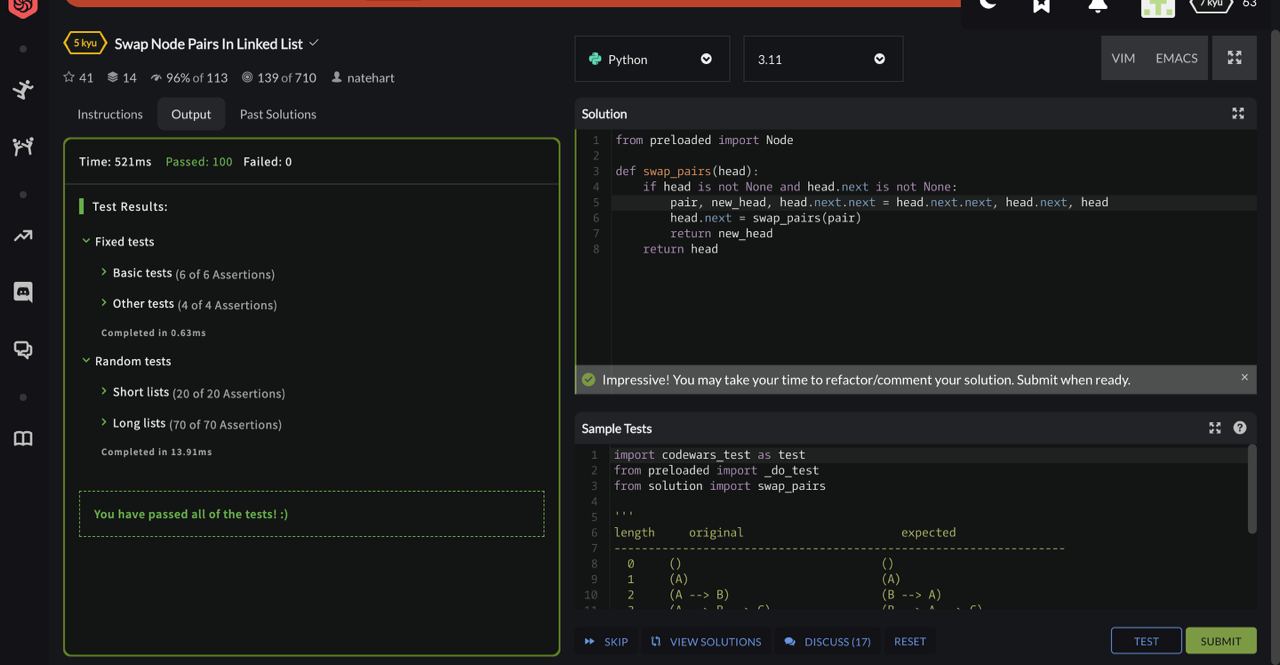 7 kyu
63
5 kyu
Swap Node Pairs In Linked List
41 14 96% of 113 139 of 710 natehart
Instructions Output Past Solutions
Time: 521ms Passed: 100 Failed: 0
Test Results:
Fixed tests
Basic tests (6 of 6 Assertions)
Other tests (4 of 4 Assertions)
Completed in 0.63ms
Random tests
Short lists (20 of 20 Assertions)
Long lists (70 of 70 Assertions)
Completed in 13.91ms
You have passed all of the tests! :)
Python
3.11
VIM EMACS
Solution
1 from preloaded import Node
2
3 def swap_pairs(head):
4     if head is not None and head.next is not None:
5         pair, new_head, head.next.next = head.next.next, head.next, head
6         head.next = swap_pairs(pair)
7         return new_head
8     return head
Impressive! You may take your time to refactor/comment your solution. Submit when ready.
Sample Tests
1 import codewars_test as test
2 from preloaded import _do_test
3 from solution import swap_pairs
4
5 '''
6 length original expected
7 ------------------------------------------------------------------
8 0 () ()
9 1 (A) (A)
10 2 (A --> B) (B --> A)
11 3 (A --> B --> C) (B --> A --> C)
SKIP VIEW SOLUTIONS DISCUSS (17) RESET
TEST SUBMIT